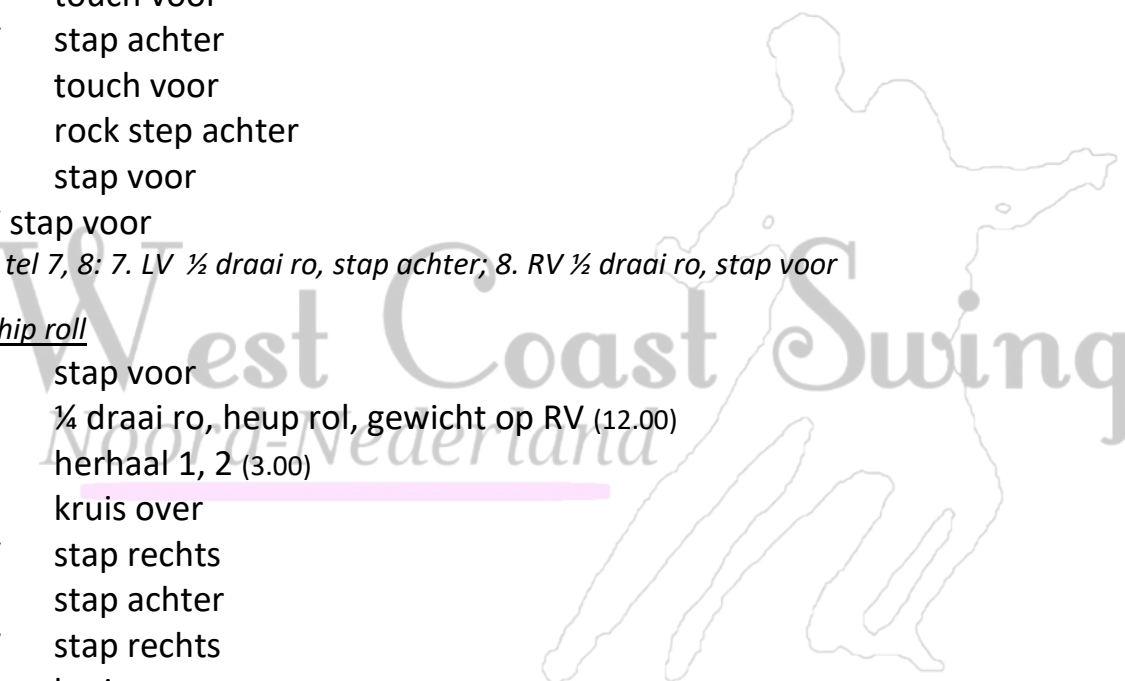 touch voor
stap achter
touch voor
rock step achter
stap voor
stap voor
tel 7, 8: 7. LV ½ draai ro, stap achter; 8. RV ½ draai ro, stap voor
hip roll
West Coast Swing
stap voor
¼ draai ro, heup rol, gewicht op RV (12.00)
Noord-Nederland
herhaal 1, 2 (3.00)
kruis over
stap rechts
stap achter
stap rechts